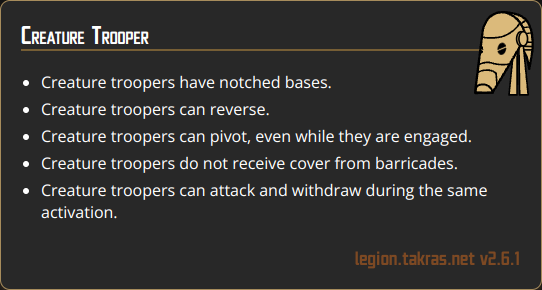 Creature Trooper
• Creature troopers have notched bases.
• Creature troopers can reverse.
• Creature troopers can pivot, even while they are engaged.
• Creature troopers do not receive cover from barricades.
• Creature troopers can attack and withdraw during the same
activation.
legion.takras.net v2.6.1